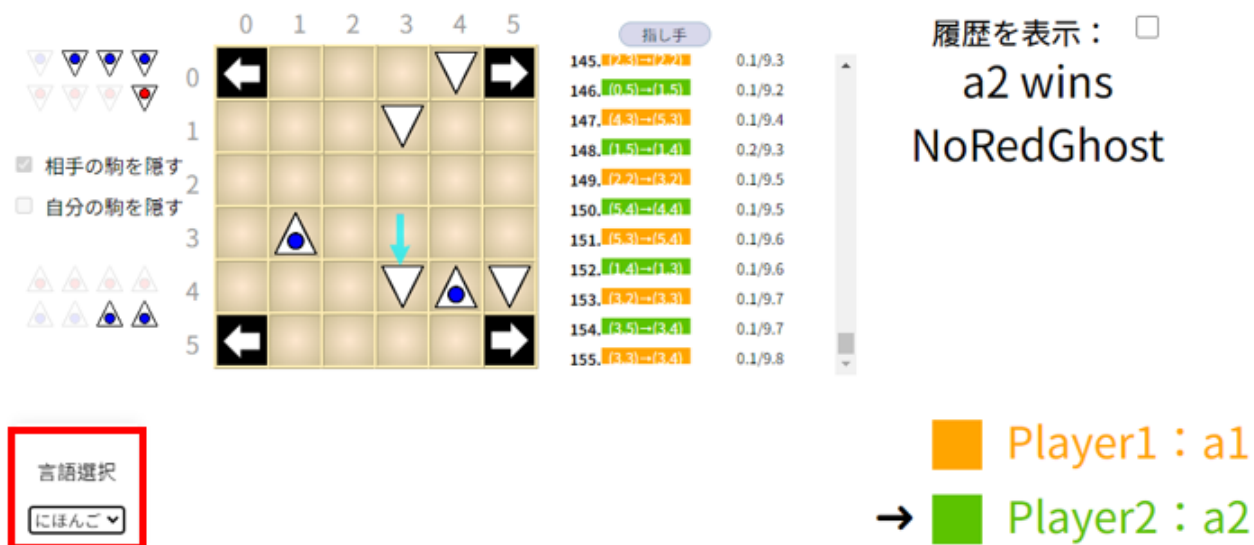 0 1 2 3 4 5
0
1
2
3
4
5
相手の駒を隠す
自分の駒を隠す
指し手
145. (2.3)→(2.2) 0.1/9.3
146. (0.5)→(1.5) 0.1/9.2
147. (4.3)→(5.3) 0.1/9.4
148. (1.5)→(1.4) 0.2/9.3
149. (2.2)→(3.2) 0.1/9.5
150. (5.4)→(4.4) 0.1/9.5
151. (5.3)→(5.4) 0.1/9.6
152. (1.4)→(1.3) 0.1/9.6
153. (3.2)→(3.3) 0.1/9.7
154. (3.5)→(3.4) 0.1/9.7
155. (3.3)→(3.4) 0.1/9.8
履歴を表示：
a2 wins
NoRedGhost
言語選択
にほんご
Player1：a1
➔ Player2：a2